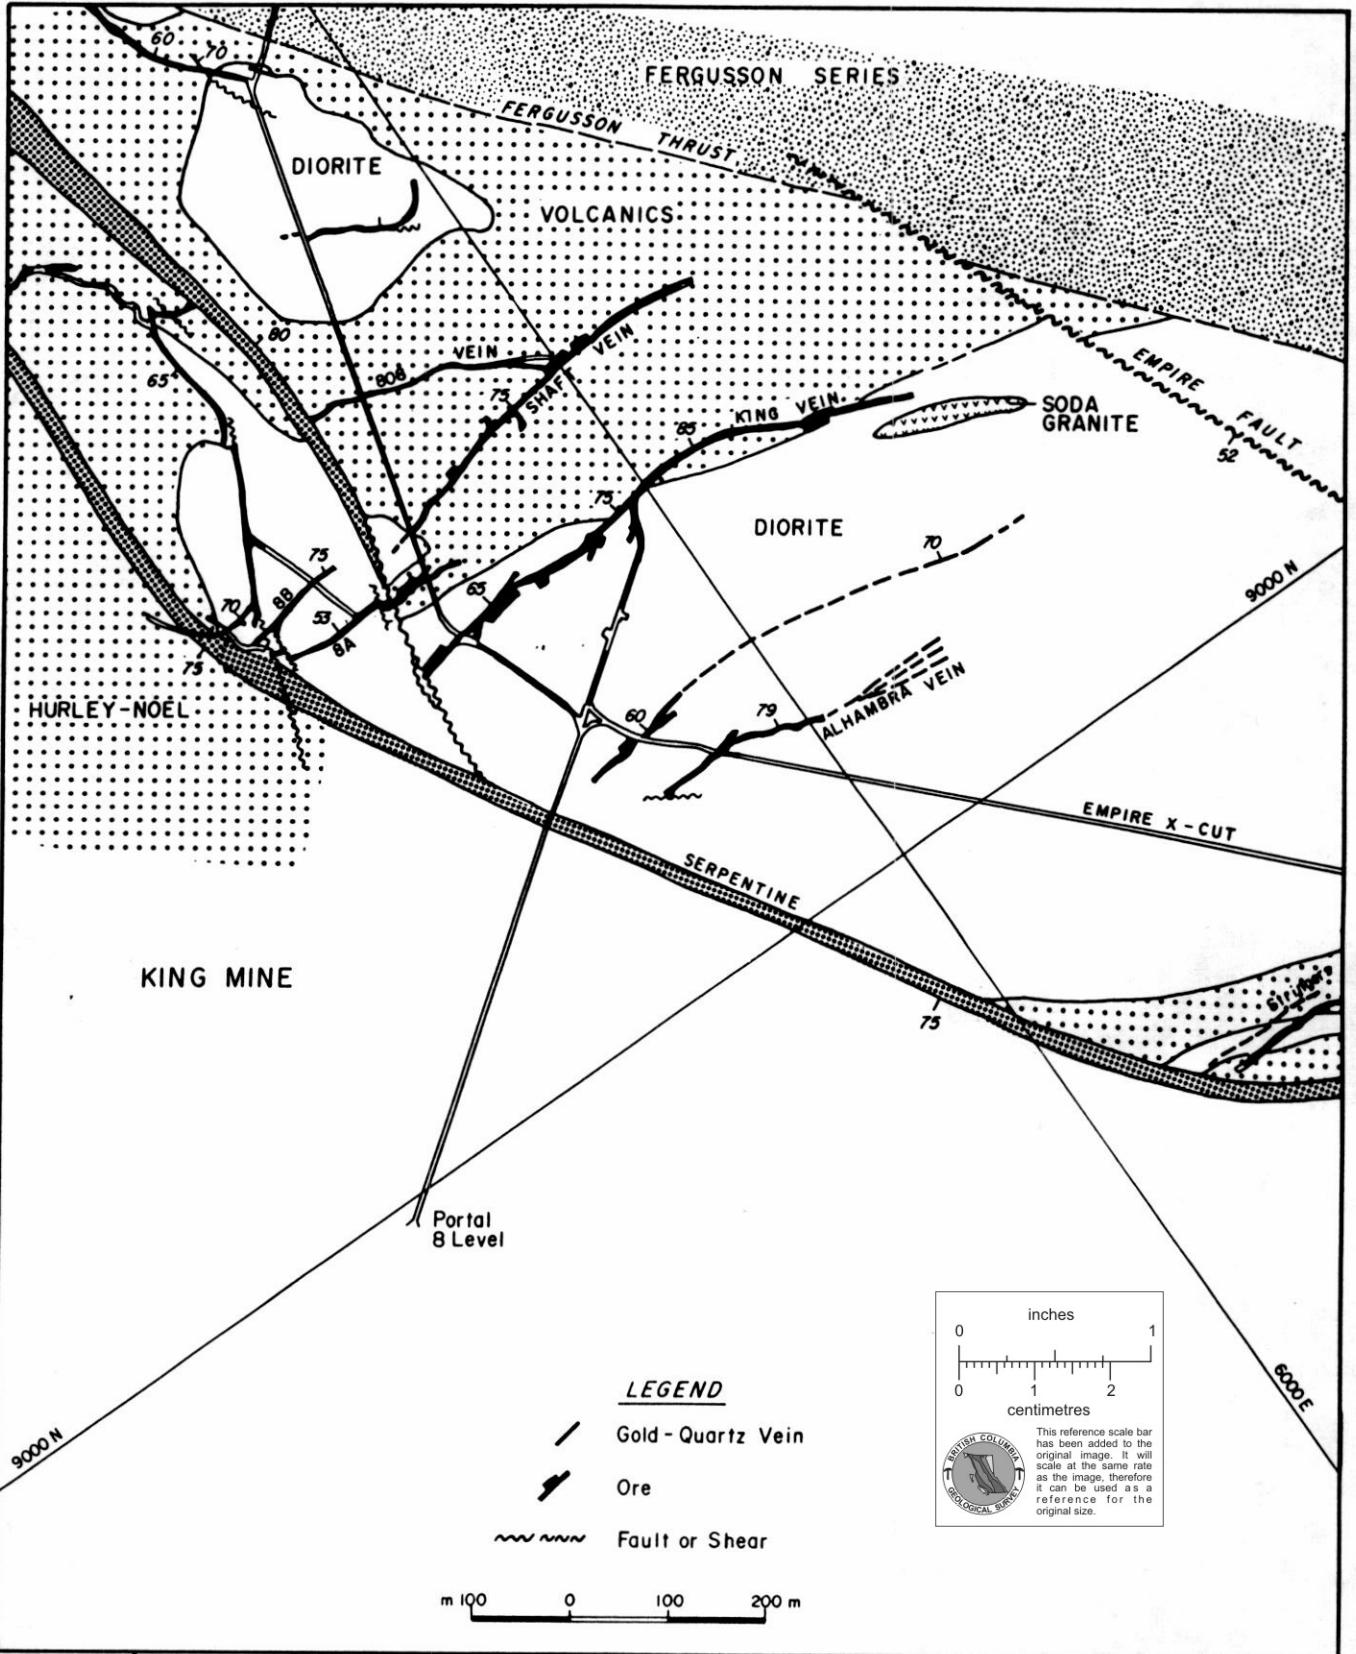 60
70
FERGUSSON SERIES
FERGUSSON THRUST
DIORITE
VOLCANICS
80
VEIN
808
VEIN
SHAF
75
65
KING VEIN
85
75
SODA
GRANITE
EMPIRE
FAULT
52
DIORITE
70
9000 N
75
70
8B
53
8A
65
75
HURLEY-NOEL
60
79
ALHAMBRA VEIN
EMPIRE X-CUT
SERPENTINE
KING MINE
75
Portal
8 Level
9000 N
6000 E
inches
0 1
0 1 2
centimetres
BRITISH COLUMBIA
GEOLOGICAL SURVEY
This reference scale bar
has been added to the
original image. It will
scale at the same rate
as the image, therefore
it can be used as a
reference for the
original size.
LEGEND
Gold-Quartz Vein
Ore
Fault or Shear
m 100 0 100 200 m